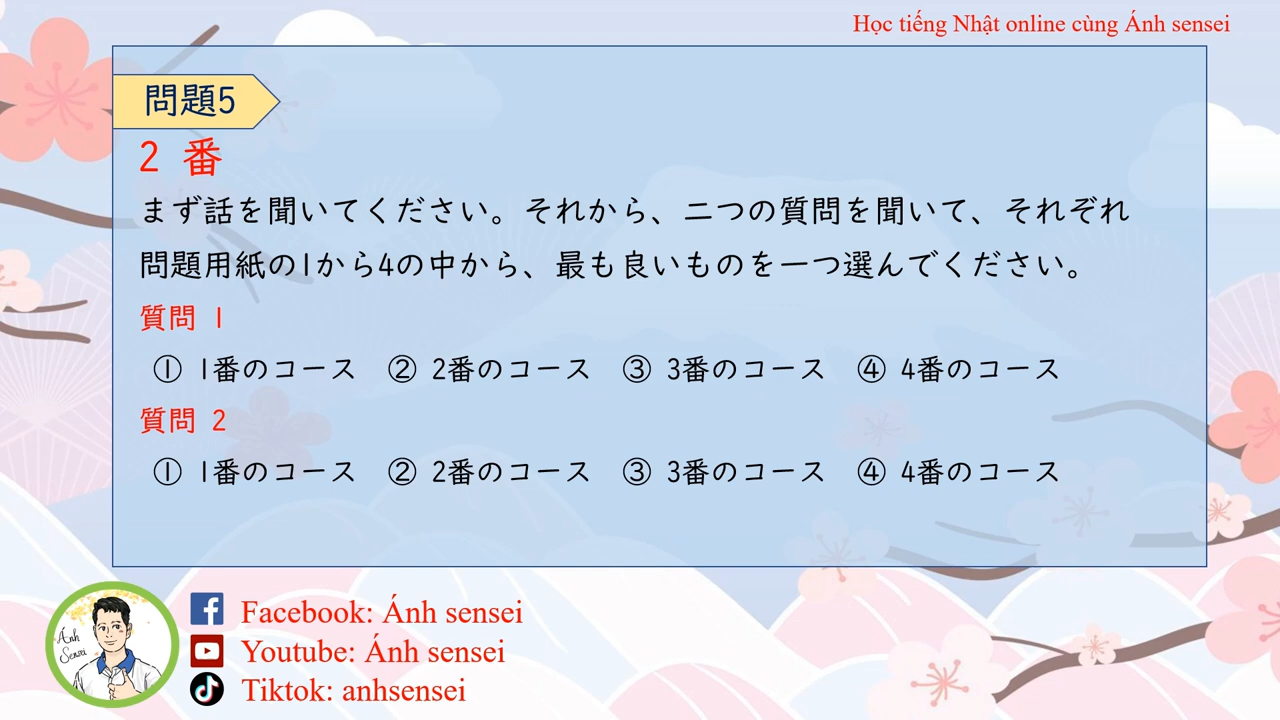 Học tiếng Nhật online cùng Ánh sensei
問題5
2 番
まず話を聞いてください。それから、二つの質問を聞いて、それぞれ
問題用紙の1から4の中から、最も良いものを一つ選んでください。
質問 1
① 1番のコース ② 2番のコース ③ 3番のコース ④ 4番のコース
質問 2
① 1番のコース ② 2番のコース ③ 3番のコース ④ 4番のコース
Ánh
Sensei
Facebook: Ánh sensei
Youtube: Ánh sensei
Tiktok: anhsensei